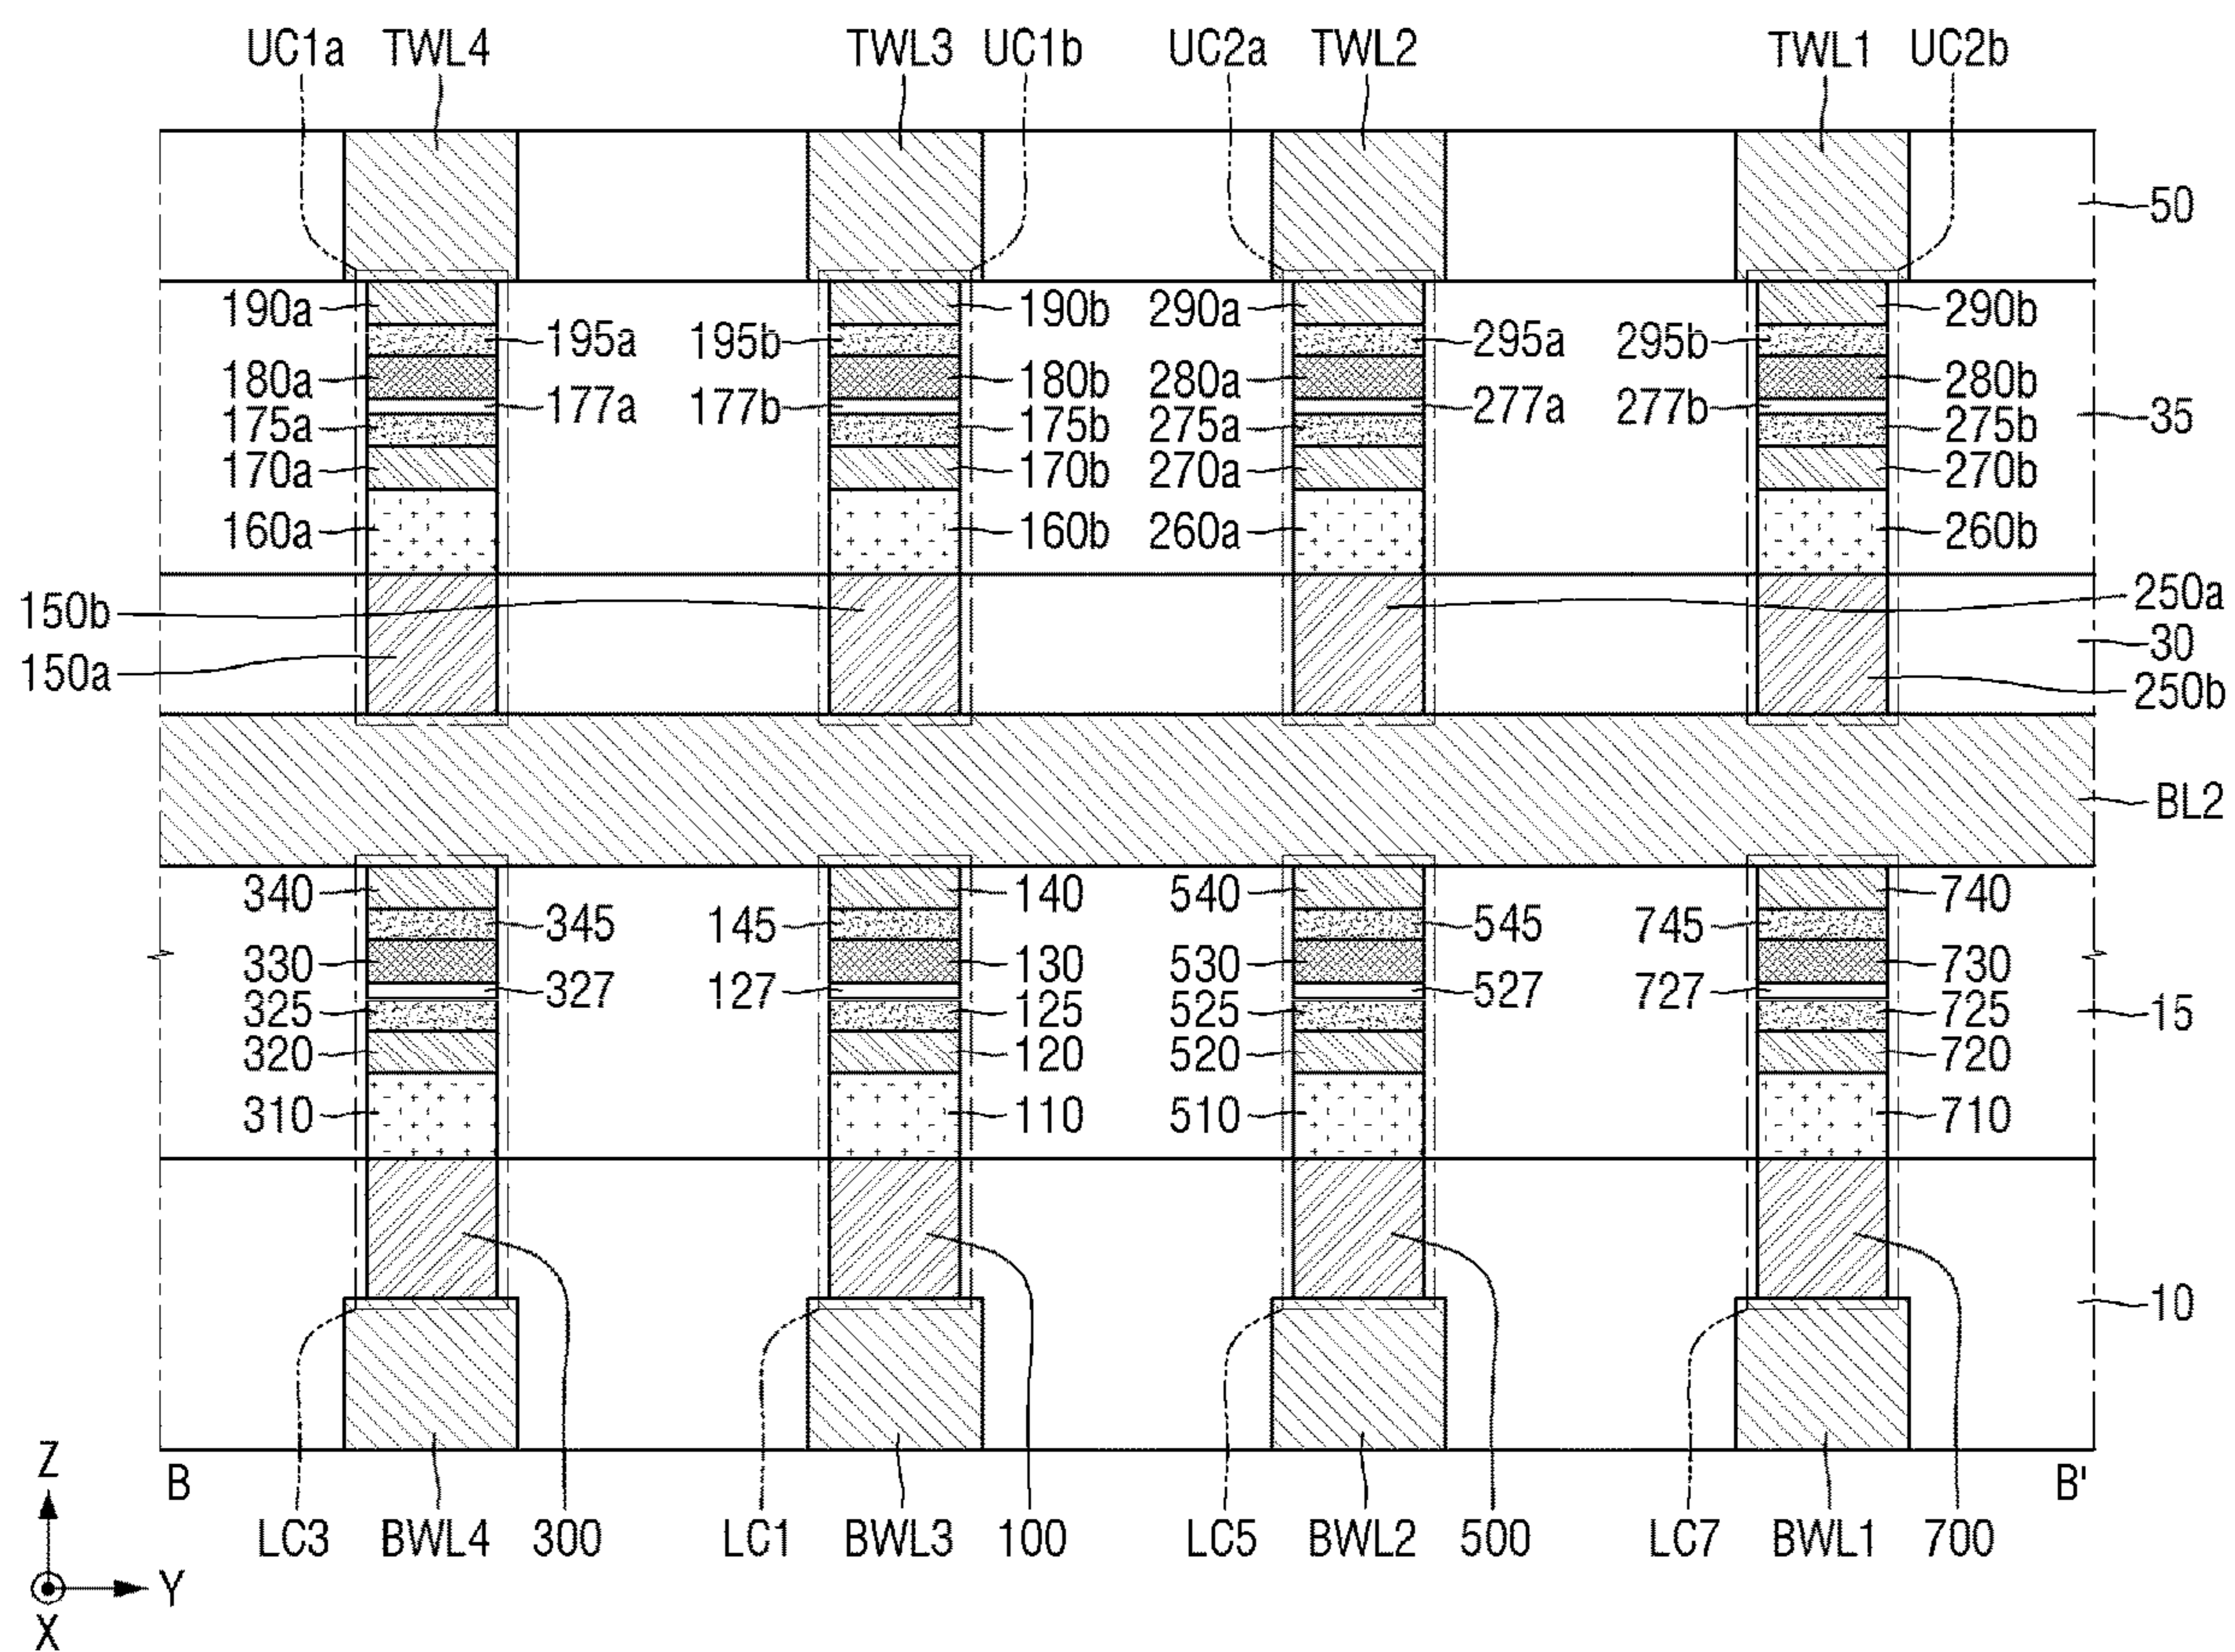 UC1a TWL4 TWL3 UC1b UC2a TWL2 TWL1 UC2b
50
190a 190b 290a 290b
195a 195b 295a 295b
180a 180b 280a 280b
177a 177b 277a 277b
175a 175b 275a 275b 35
170a 170b 270a 270b
160a 160b 260a 260b
150b 250a
30
150a 250b
BL2
340 140 540 740
345 145 545 745
330 130 530 730
327 127 527 727
325 125 525 725 15
320 120 520 720
310 110 510 710
10
Z B B'
LC3 BWL4 300 LC1 BWL3 100 LC5 BWL2 500 LC7 BWL1 700
Y
X